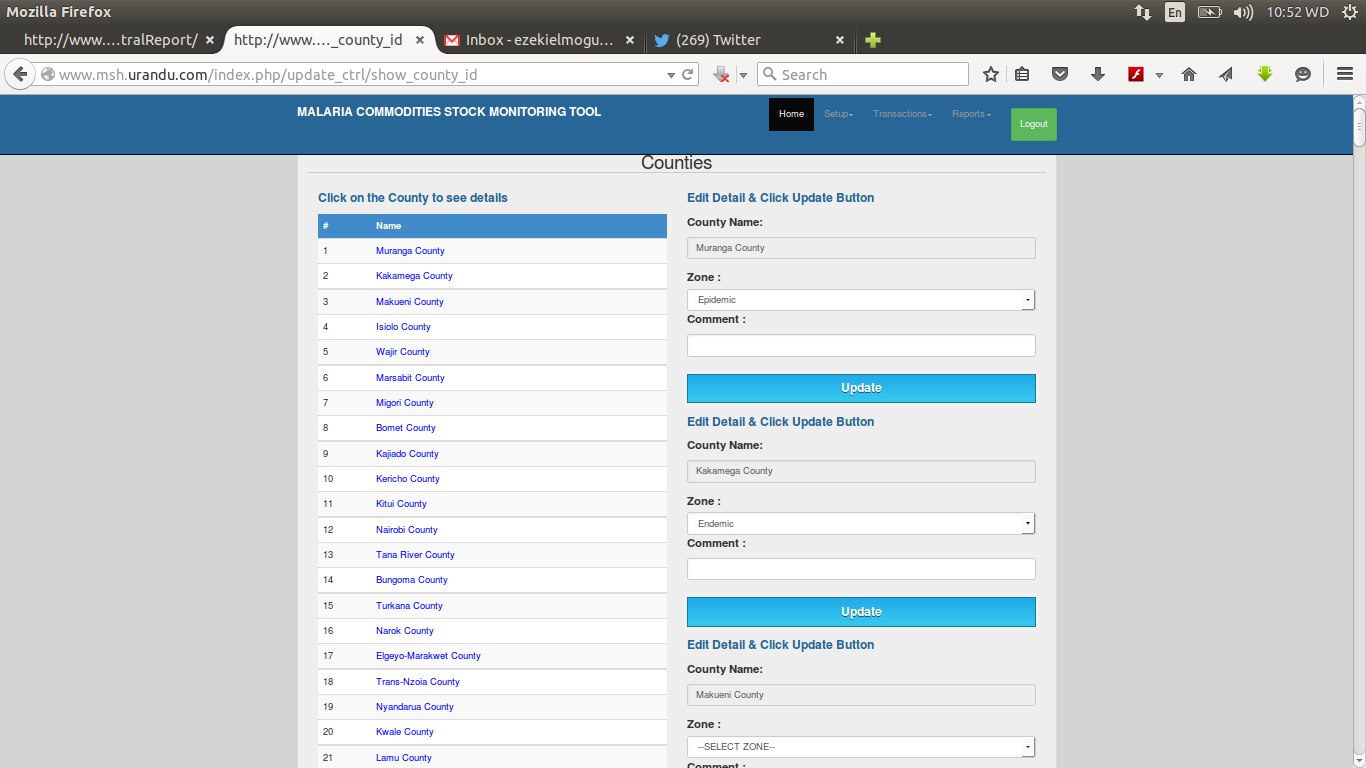 Mozilla Firefox
En
10:52 WD
http://www.…tralReport/
http://www.…_county_id
Inbox - ezekielmogu…
(269) Twitter
www.msh.urandu.com/index.php/update_ctrl/show_county_id
Search
MALARIA COMMODITIES STOCK MONITORING TOOL
Home
Setup
Transactions
Reports
Logout
Counties
Click on the County to see details
# Name
1 Muranga County
2 Kakamega County
3 Makueni County
4 Isiolo County
5 Wajir County
6 Marsabit County
7 Migori County
8 Bomet County
9 Kajiado County
10 Kericho County
11 Kitui County
12 Nairobi County
13 Tana River County
14 Bungoma County
15 Turkana County
16 Narok County
17 Elgeyo-Marakwet County
18 Trans-Nzoia County
19 Nyandarua County
20 Kwale County
21 Lamu County
Edit Detail & Click Update Button
County Name:
Muranga County
Zone :
Epidemic
Comment :
Update
Edit Detail & Click Update Button
County Name:
Kakamega County
Zone :
Endemic
Comment :
Update
Edit Detail & Click Update Button
County Name:
Makueni County
Zone :
--SELECT ZONE--
Comment :